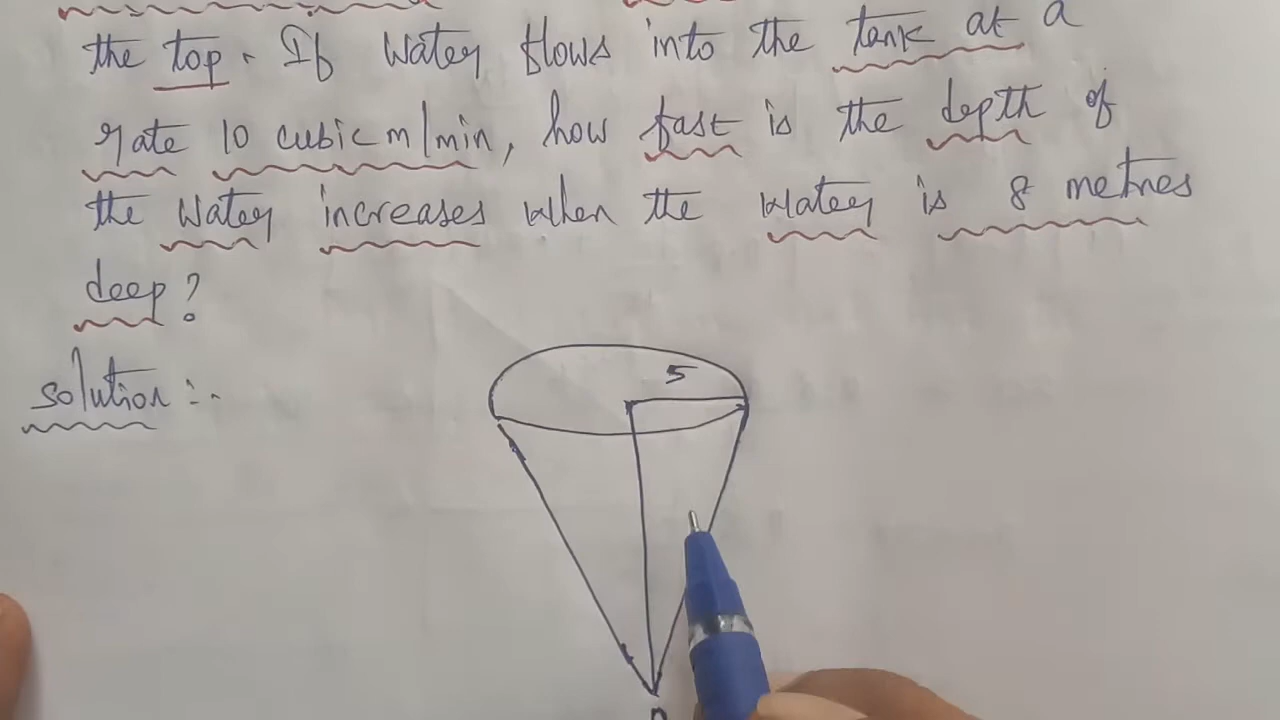 the top. If water flows into the tank at a
rate 10 cubic m/min, how fast is the depth of
the water increases when the water is 8 metres
deep?
solution:-
5